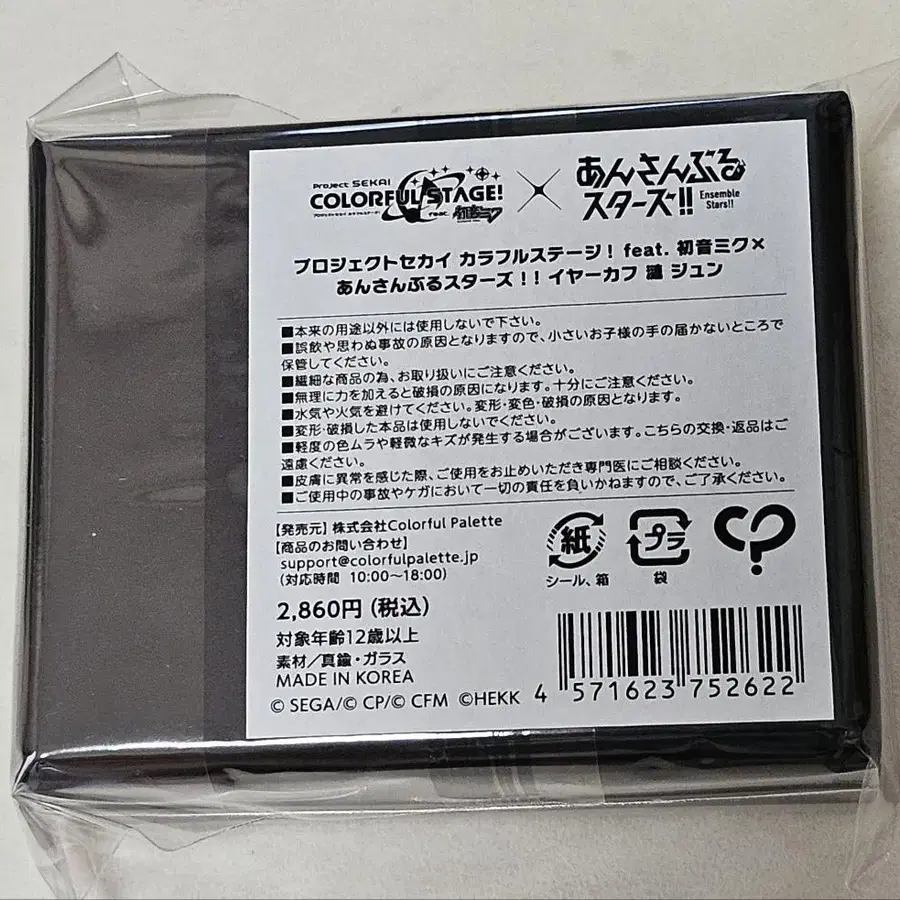 Project SEKAI
COLORFUL STAGE!
プロジェクトセカイ カラフルステージ!
feat. 初音ミク
×
あんさんぶる
スターズ!!
Ensemble
Stars!!
プロジェクトセカイ カラフルステージ! feat. 初音ミク×
あんさんぶるスターズ!! イヤーカフ 漣 ジュン
■本来の用途以外には使用しないで下さい。
■誤飲や思わぬ事故の原因となりますので、小さいお子様の手の届かないところで
保管してください。
■繊細な商品の為、お取り扱いにご注意ください。
■無理に力を加えると破損の原因になります。十分にご注意ください。
■水気や火気を避けてください。変形・変色・破損の原因となります。
■変形・破損した本品は使用しないでください。
■軽度の色ムラや軽微なキズが発生する場合がございます。こちらの交換・返品はご
遠慮ください。
■皮膚に異常を感じた際、ご使用をお止めいただき専門医にご相談ください。
■ご使用中の事故やケガにおいて一切の責任を負いかねますので、ご了承ください。
【発売元】株式会社Colorful Palette
【商品のお問い合わせ】
support@colorfulpalette.jp
(対応時間 10:00～18:00)
紙
シール、箱
プラ
袋
2,860円(税込)
対象年齢12歳以上
素材/真鍮・ガラス
MADE IN KOREA
© SEGA/© CP/© CFM ©HEKK
4 571623 752622